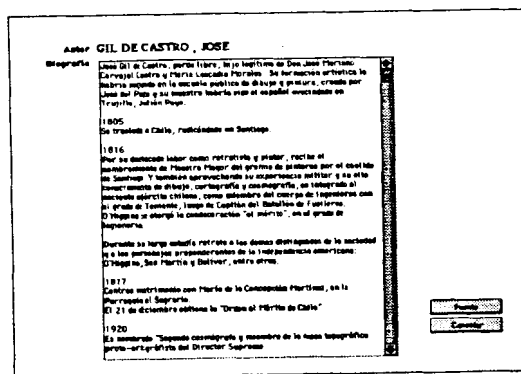 Autor GIL DE CASTRO, JOSE
Biografía
José Gil de Castro, pardo libre, hijo legítimo de Don José Mariano
Carvajal Castro y María Leocadia Morales. Su formación artística la
habría seguido en la escuela pública de dibujo y pintura, creada por
José del Pozo y su maestro habría sido el español avecindado en
Trujillo, Julián Payo.
1805
Se traslada a Chile, radicándose en Santiago.
1816
Por su destacada labor como retratista y pintor, recibe el
nombramiento de Maestro Mayor del gremio de pintores por el cabildo
de Santiago. Y también aprovechando su experiencia militar y su alto
conocimiento de dibujo, cartografía y cosmografía, es integrado al
naciente ejército chileno, como miembro del cuerpo de ingenieros con
el grado de Teniente, luego de Capitán del Batallón de Fusileros.
O'Higgins le otorgó la condecoración "al mérito", en el grado de
Durante su larga estadía retrata a las damas distinguidas de la sociedad
y a los personajes preponderantes de la independencia americana:
O'Higgins, San Martín y Bolívar, entre otros.
1817
Contrae matrimonio con María de la Concepción Martínez, en la
Parroquia el Sagrario.
El 21 de diciembre obtiene la "Orden al Mérito de Chile"
1920
Es nombrado "Segundo cosmógrafo y miembro de la mesa topográfica
del Director Supremo
Cancelar